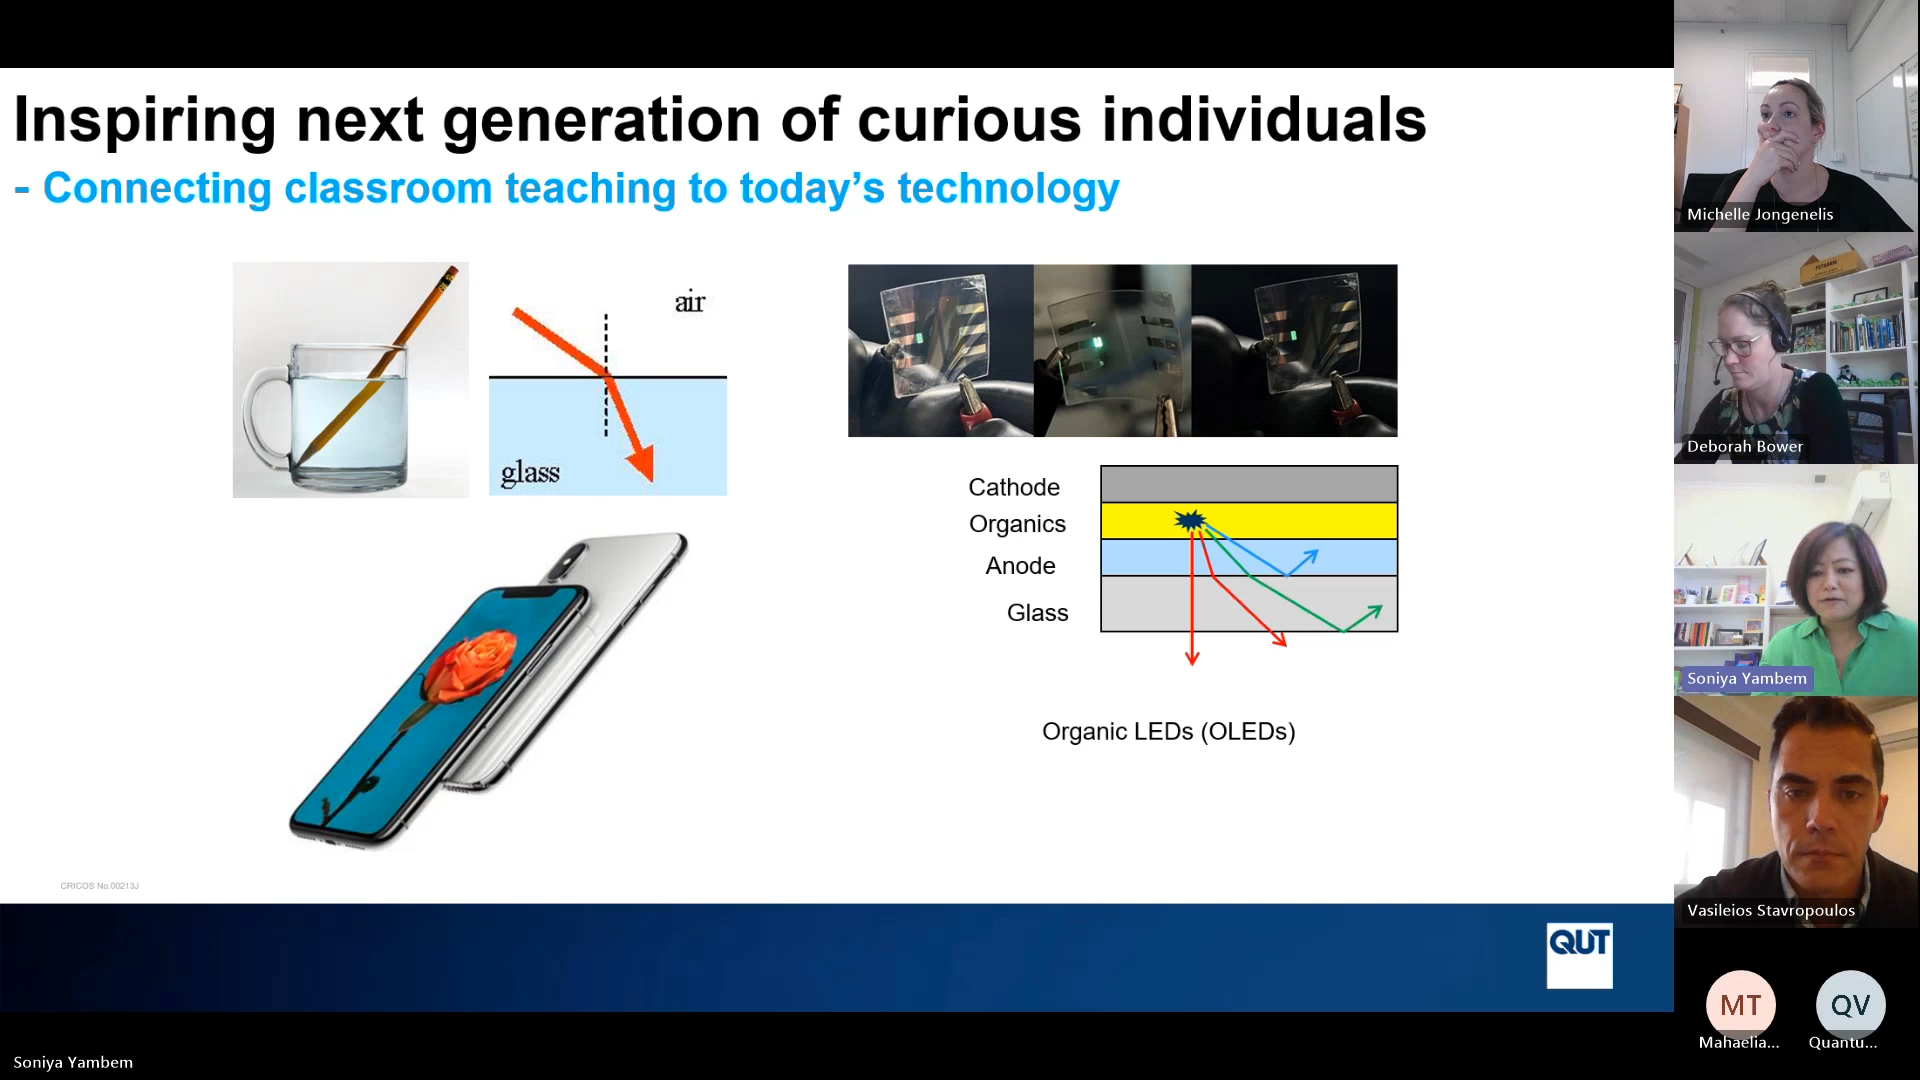 Inspiring next generation of curious individuals
- Connecting classroom teaching to today’s technology
air
glass
Cathode
Organics
Anode
Glass
Organic LEDs (OLEDs)
CRICOS No.00213J
QUT
Soniya Yambem
Michelle Jongenelis
Deborah Bower
Soniya Yambem
Vasileios Stavropoulos
MT
QV
Mahaelia...
Quantu...